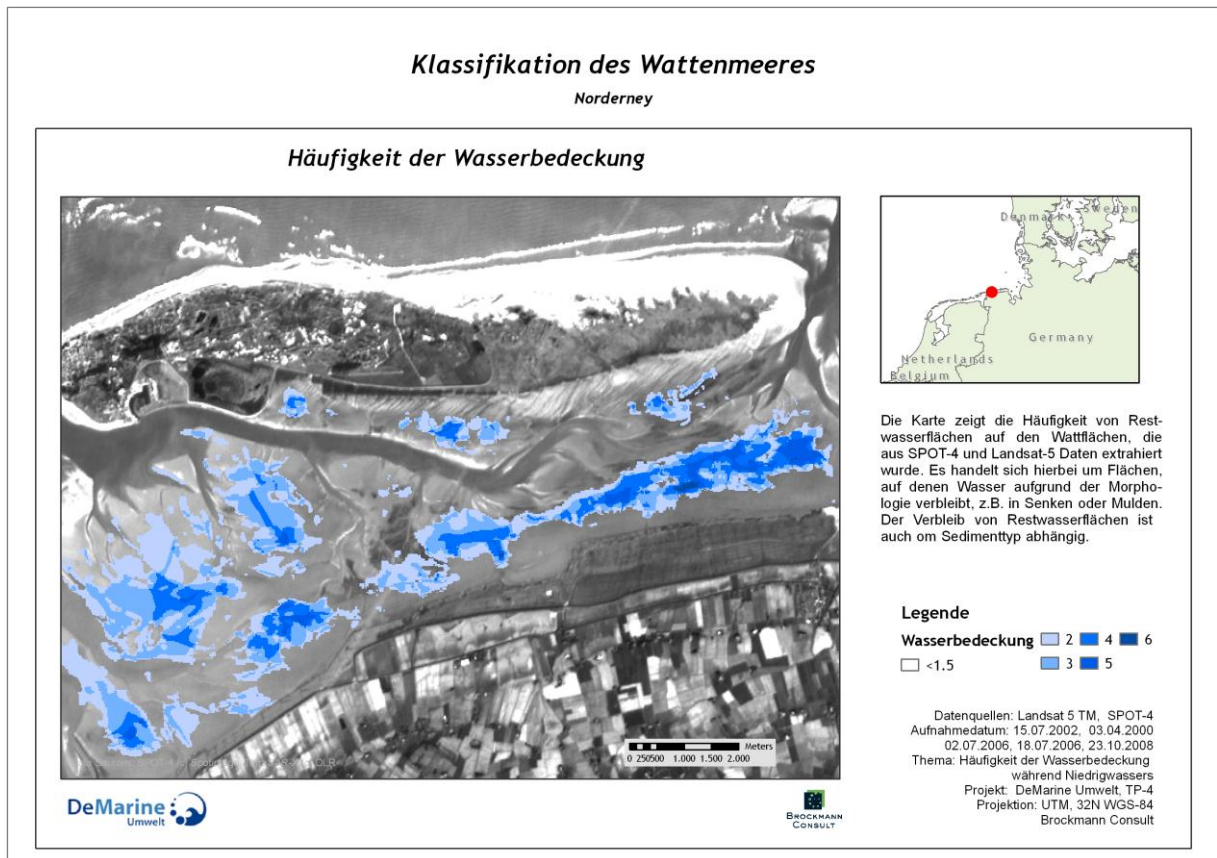 Klassifikation des Wattenmeeres
Norderney
Häufigkeit der Wasserbedeckung
Denmark
Sweden
Germany
Netherlands
Belgium
Die Karte zeigt die Häufigkeit von Rest-
wasserflächen auf den Wattflächen, die
aus SPOT-4 und Landsat-5 Daten extrahiert
wurde. Es handelt sich hierbei um Flächen,
auf denen Wasser aufgrund der Morpho-
logie verbleibt, z.B. in Senken oder Mulden.
Der Verbleib von Restwasserflächen ist
auch om Sedimenttyp abhängig.
Legende
Wasserbedeckung 2 4 6
<1.5 3 5
Meters
0 250500 1.000 1.500 2.000
Datenquellen: Landsat 5 TM, SPOT-4
Aufnahmedatum: 15.07.2002, 03.04.2000
02.07.2006, 18.07.2006, 23.10.2008
Thema: Häufigkeit der Wasserbedeckung
während Niedrigwassers
Projekt: DeMarine Umwelt, TP-4
Projektion: UTM, 32N WGS-84
Brockmann Consult
DeMarine
Umwelt
BROCKMANN
CONSULT